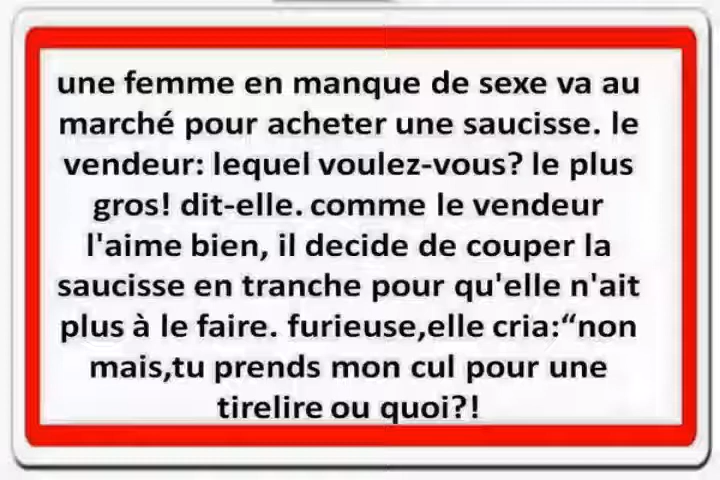 une femme en manque de sexe va au
marché pour acheter une saucisse. le
vendeur: lequel voulez-vous? le plus
gros! dit-elle. comme le vendeur
l'aime bien, il decide de couper la
saucisse en tranche pour qu'elle n'ait
plus à le faire. furieuse,elle cria:“non
mais,tu prends mon cul pour une
tirelire ou quoi?!